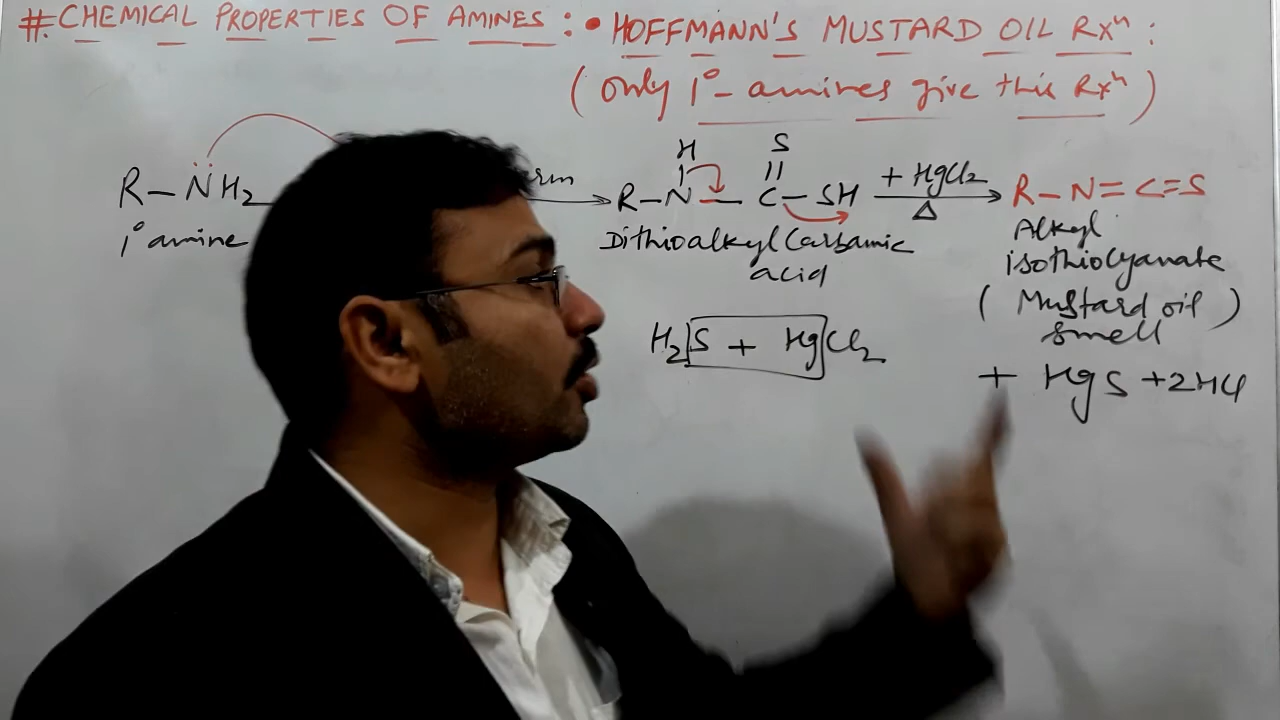 #. CHEMICAL PROPERTIES OF AMINES : • HOFFMANN'S MUSTARD OIL Rxⁿ :
( only 1°- amines give this Rxⁿ )
H S
R – N̈H₂ R–N – C – SH + HgCl₂ Δ R – N = C = S
1° amine Dithioalkyl Carbamic acid
Alkyl isothiocyanate
( Mustard oil ) smell
H₂S + HgCl₂
+ HgS + 2HCl